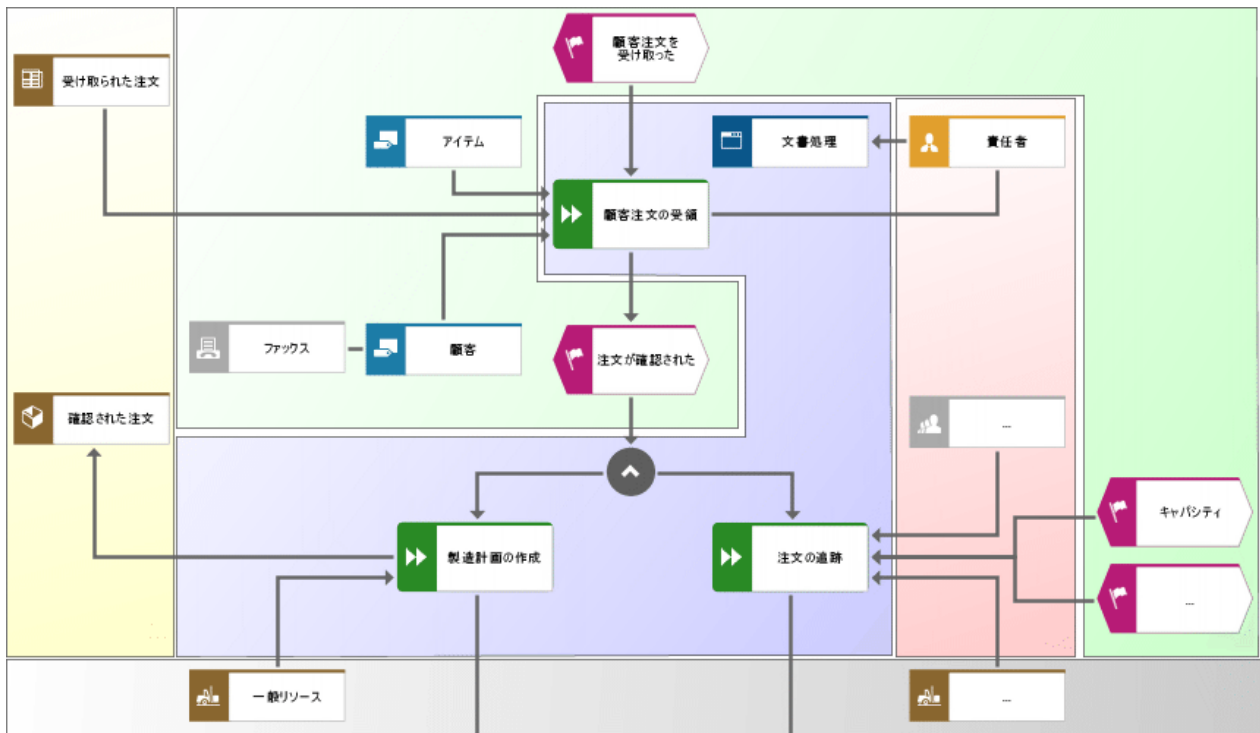 顧客注文を
受け取った
受け取られた注文
アイテム
文書処理
責任者
顧客注文の受領
ファックス
顧客
注文が確認された
確認された注文
...
キャパシティ
製造計画の作成
注文の追跡
...
一般リソース
...